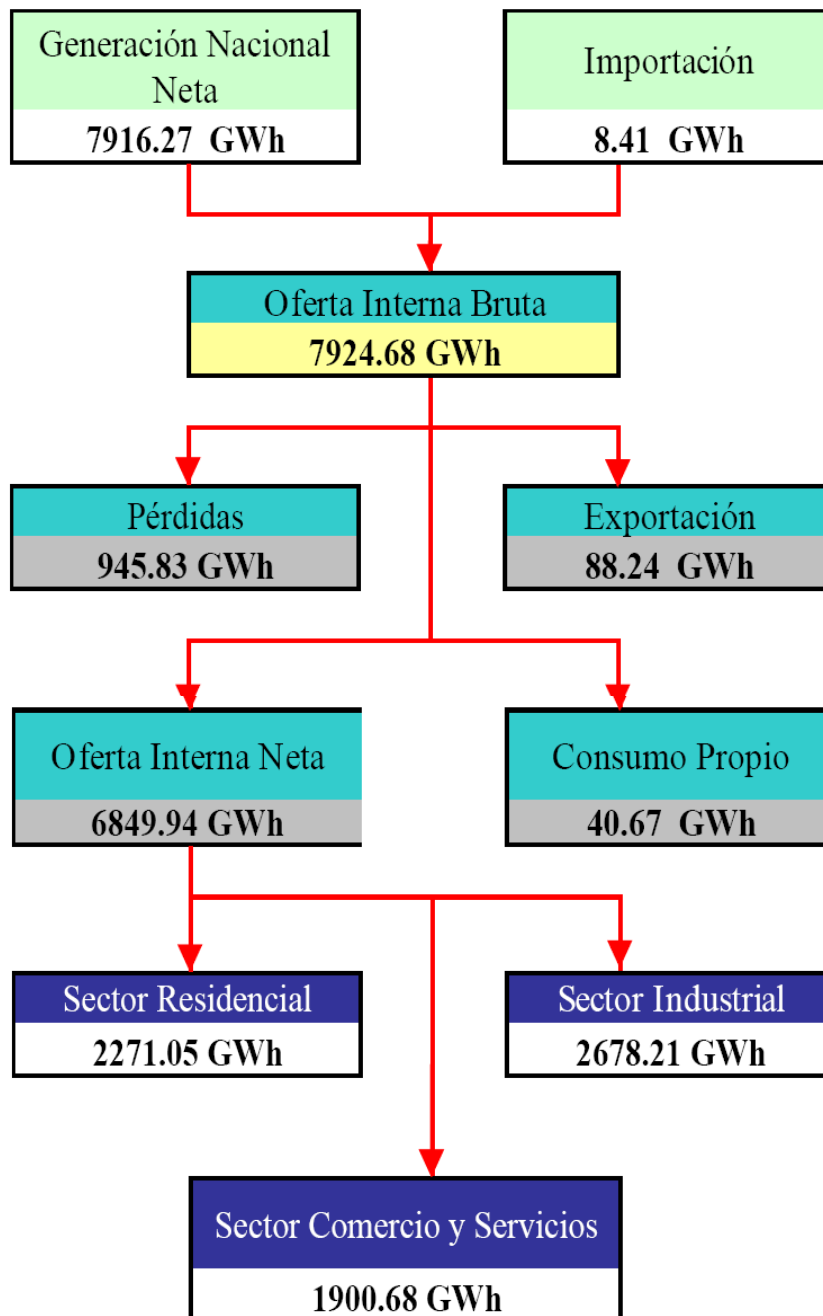 Generación Nacional
Neta
7916.27 GWh
Importación
8.41 GWh
Oferta Interna Bruta
7924.68 GWh
Pérdidas
945.83 GWh
Exportación
88.24 GWh
Oferta Interna Neta
6849.94 GWh
Consumo Propio
40.67 GWh
Sector Residencial
2271.05 GWh
Sector Industrial
2678.21 GWh
Sector Comercio y Servicios
1900.68 GWh